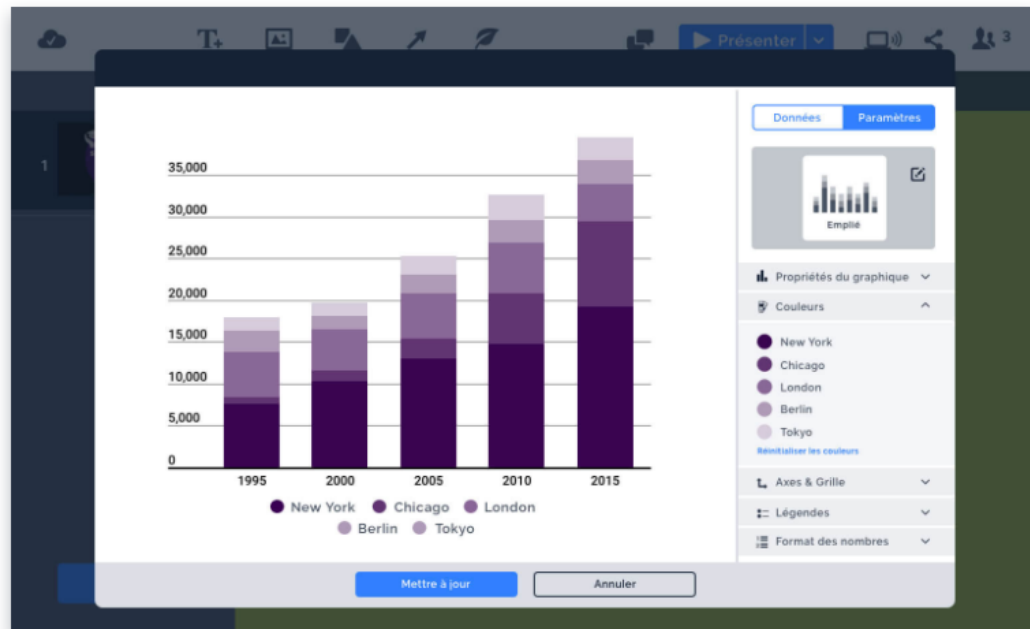 T+
Présenter
3
1
35,000
30,000
25,000
20,000
15,000
10,000
5,000
0
1995 2000 2005 2010 2015
New York Chicago London
Berlin Tokyo
Données Paramètres
Empilé
Propriétés du graphique
Couleurs
New York
Chicago
London
Berlin
Tokyo
Réinitialiser les couleurs
Axes & Grille
Légendes
Format des nombres
Mettre à jour Annuler